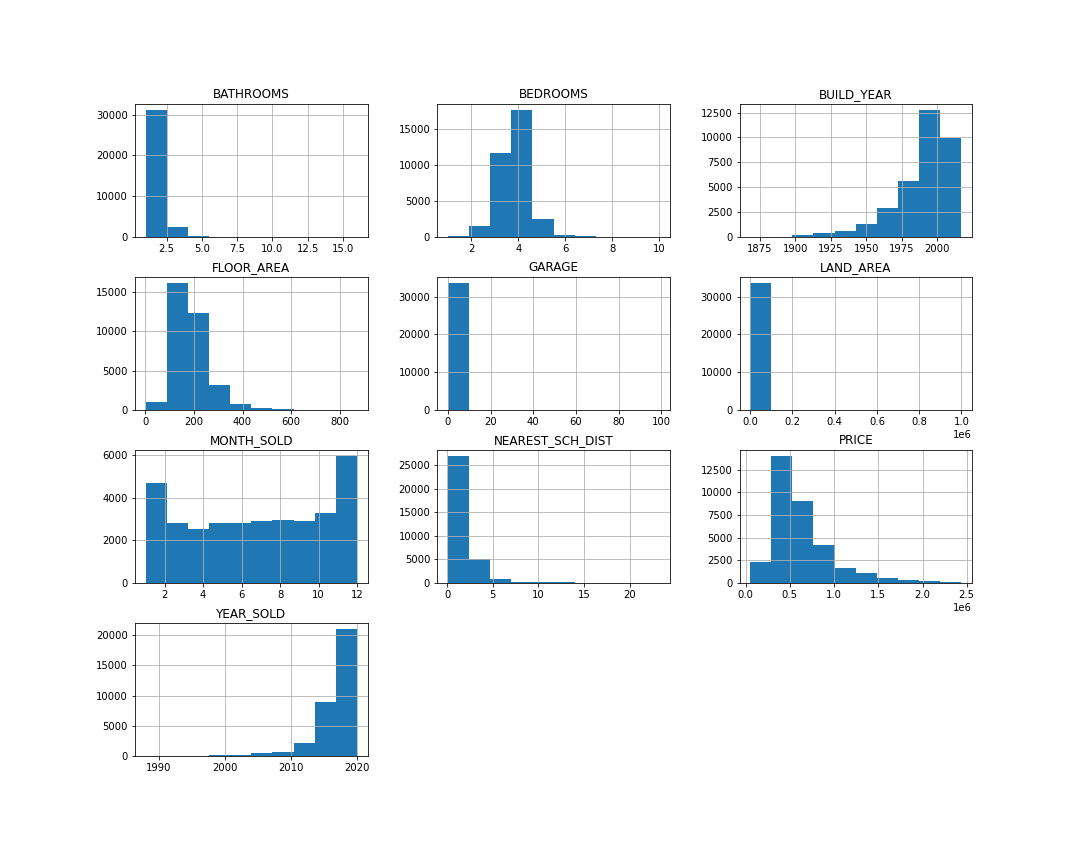 BATHROOMS
30000
20000
10000
0
2.5 5.0 7.5 10.0 12.5 15.0
BEDROOMS
15000
10000
5000
0
2 4 6 8 10
BUILD_YEAR
12500
10000
7500
5000
2500
0
1875 1900 1925 1950 1975 2000
FLOOR_AREA
15000
10000
5000
0
0 200 400 600 800
GARAGE
30000
20000
10000
0
0 20 40 60 80 100
LAND_AREA
30000
20000
10000
0
0.0 0.2 0.4 0.6 0.8 1.0
1e6
MONTH_SOLD
6000
4000
2000
0
2 4 6 8 10 12
NEAREST_SCH_DIST
25000
20000
15000
10000
5000
0
0 5 10 15 20
PRICE
12500
10000
7500
5000
2500
0
0.0 0.5 1.0 1.5 2.0 2.5
1e6
YEAR_SOLD
20000
15000
10000
5000
0
1990 2000 2010 2020